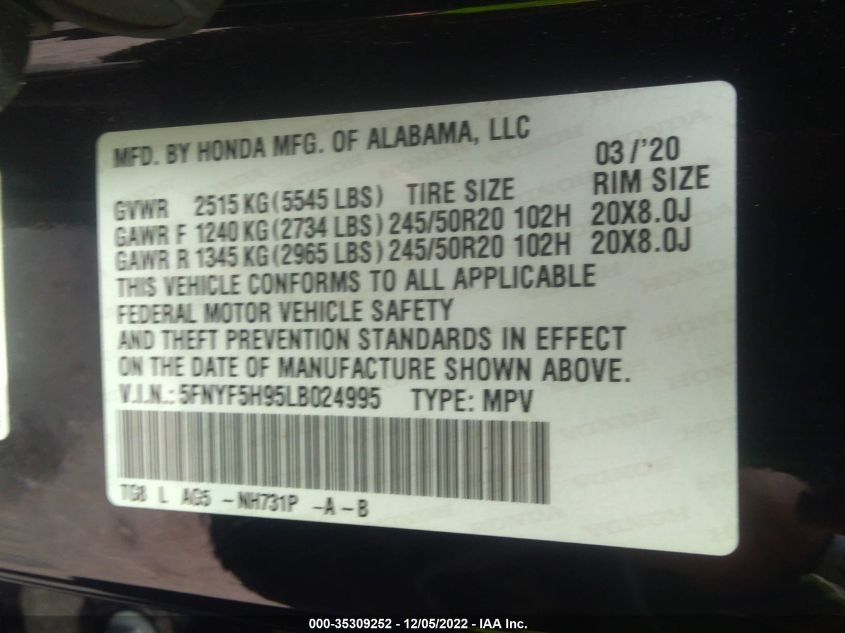 MFD. BY HONDA MFG. OF ALABAMA, LLC 03/'20
GVWR 2515 KG (5545 LBS) TIRE SIZE RIM SIZE
GAWR F 1240 KG (2734 LBS) 245/50R20 102H 20X8.0J
GAWR R 1345 KG (2965 LBS) 245/50R20 102H 20X8.0J
THIS VEHICLE CONFORMS TO ALL APPLICABLE
FEDERAL MOTOR VEHICLE SAFETY
AND THEFT PREVENTION STANDARDS IN EFFECT
ON THE DATE OF MANUFACTURE SHOWN ABOVE.
V.I.N.: 5FNYF5H95LB024995 TYPE: MPV
TG8 L AG5 -NH731P -A -B
000-35309252 - 12/05/2022 - IAA Inc.